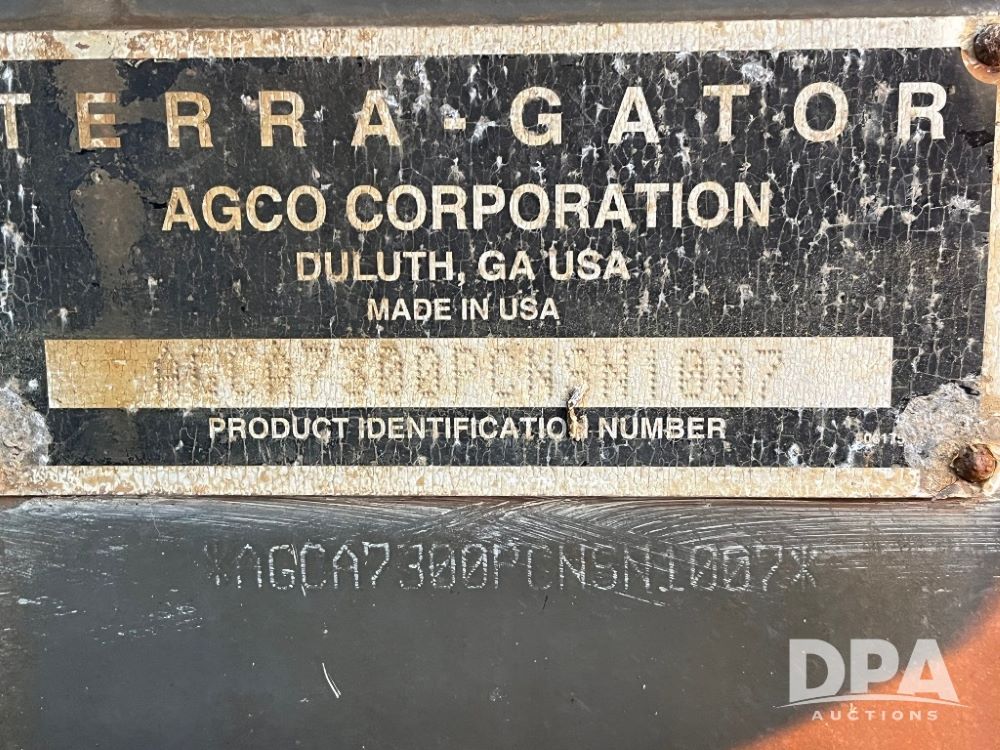 TERRA-GATOR
AGCO CORPORATION
DULUTH, GA USA
MADE IN USA
AGCA7300PCNSN1007
PRODUCT IDENTIFICATION NUMBER
*AGCA7300PCNSN1007*
DPA
AUCTIONS